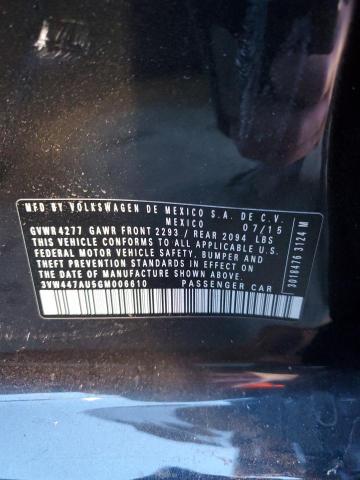 MFD BY VOLKSWAGEN DE MEXICO S.A. DE C.V.
MEXICO 07/15
GVWR4277 GAWR FRONT 2293 / REAR 2094 LBS
THIS VEHICLE CONFORMS TO ALL APPLICABLE U.S.
FEDERAL MOTOR VEHICLE SAFETY, BUMPER AND
THEFT PREVENTION STANDARDS IN EFFECT ON THE
DATE OF MANUFACTURE SHOWN ABOVE.
3VW447AU5GM006610 PASSENGER CAR
3018476 3124 M